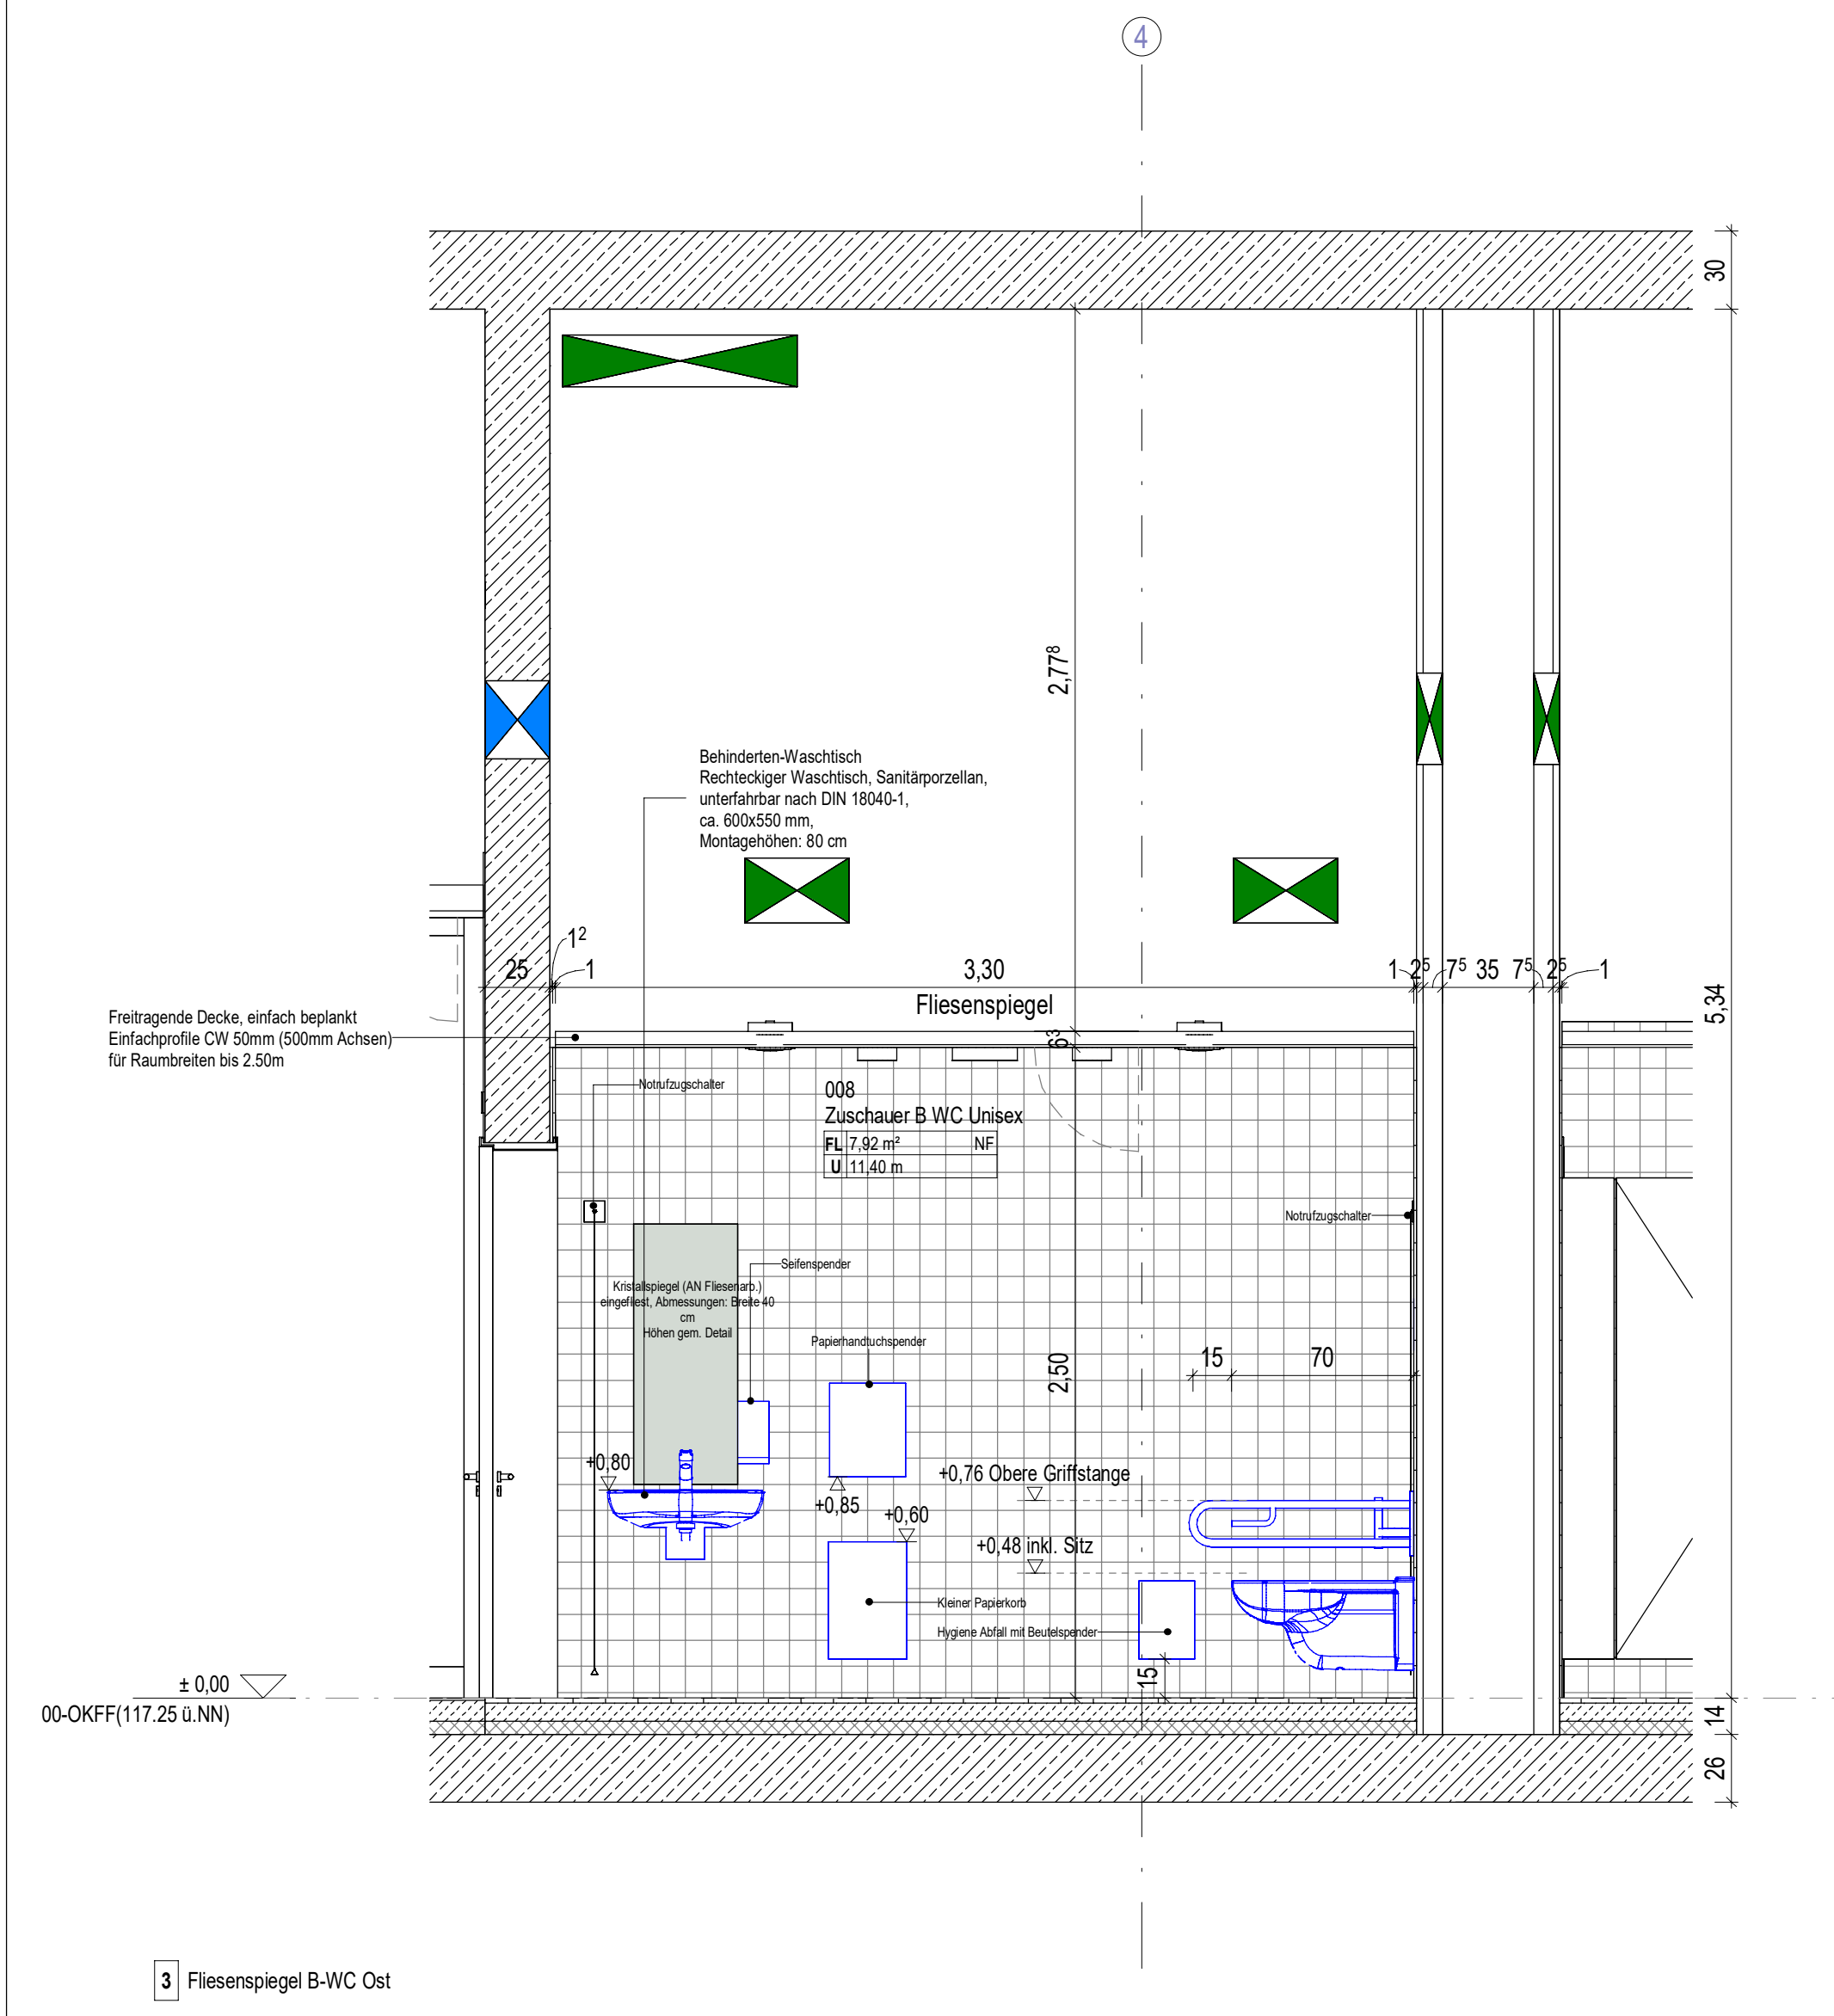 4
30
2,77⁸
Behinderten-Waschtisch
Rechteckiger Waschtisch, Sanitärporzellan,
unterfahrbar nach DIN 18040-1,
ca. 600x550 mm,
Montagehöhen: 80 cm
1²
25
1
3,30
1
2⁵
7⁵
35
7⁵
2⁵
1
Fliesenspiegel
5,34
Freitragende Decke, einfach beplankt
Einfachprofile CW 50mm (500mm Achsen)
für Raumbreiten bis 2.50m
6³
Notrufzugschalter
008
Zuschauer B WC Unisex
FL 7,92 m² NF
U 11,40 m
Notrufzugschalter
Seifenspender
Kristallspiegel (AN Fliesenarb.)
eingefliest, Abmessungen: Breite 40
cm
Höhen gem. Detail
Papierhandtuchspender
2,50
15
70
+0,80
+0,76 Obere Griffstange
+0,85
+0,60
+0,48 inkl. Sitz
Kleiner Papierkorb
Hygiene Abfall mit Beutelspender
15
± 0,00
00-OKFF(117.25 ü.NN)
14
26
3 Fliesenspiegel B-WC Ost